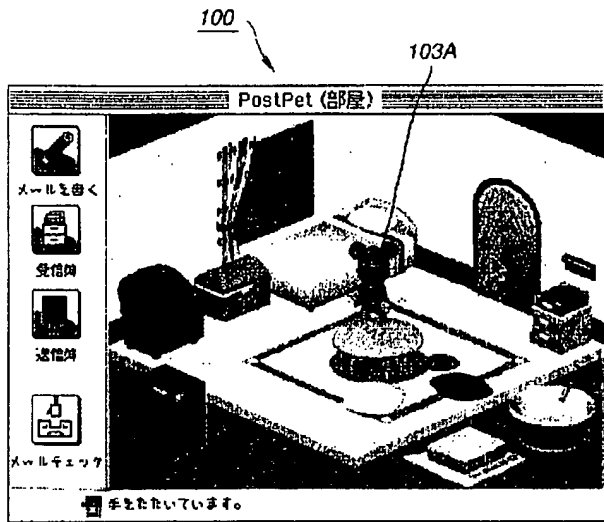 100
103A
PostPet (部屋)
メールを書く
受信箱
送信箱
メールチェック
手をたたいています。